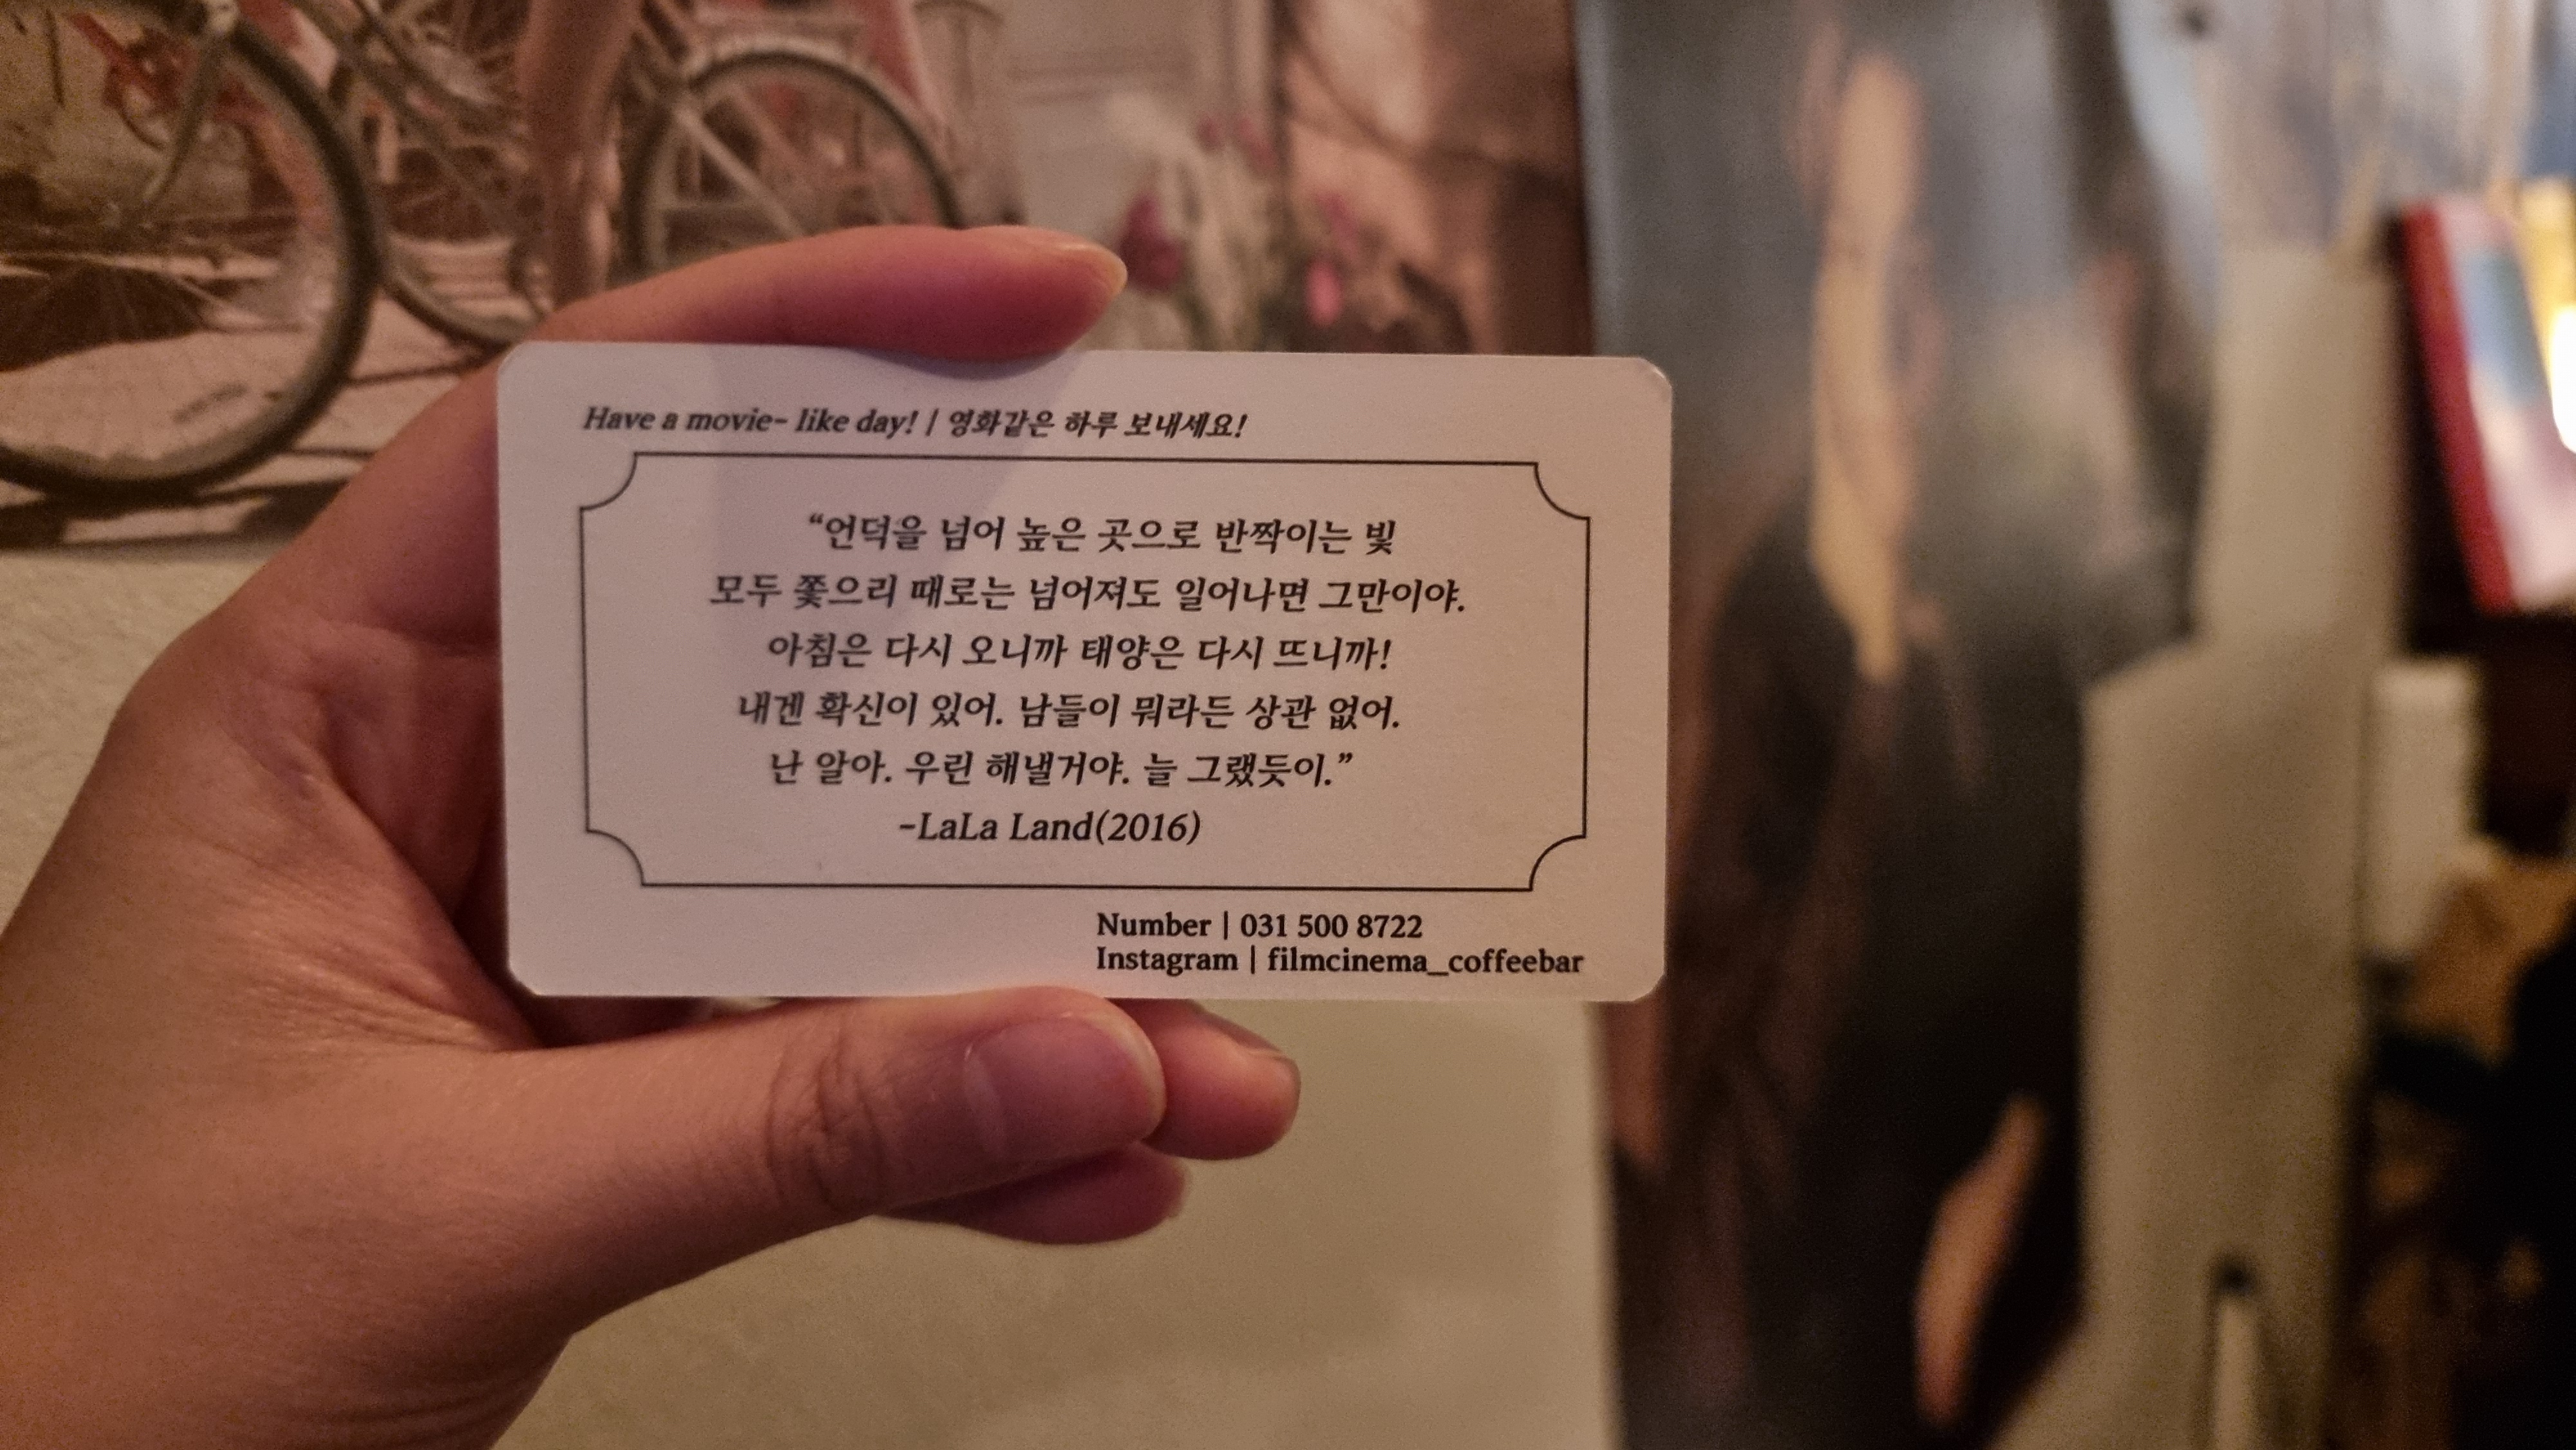 Have a movie- like day! | 영화같은 하루 보내세요!
“언덕을 넘어 높은 곳으로 반짝이는 빛
모두 쫓으리 때로는 넘어져도 일어나면 그만이야.
아침은 다시 오니까 태양은 다시 뜨니까!
내겐 확신이 있어. 남들이 뭐라든 상관 없어.
난 알아. 우린 해낼거야. 늘 그랬듯이.”
-LaLa Land(2016)
Number | 031 500 8722
Instagram | filmcinema_coffeebar